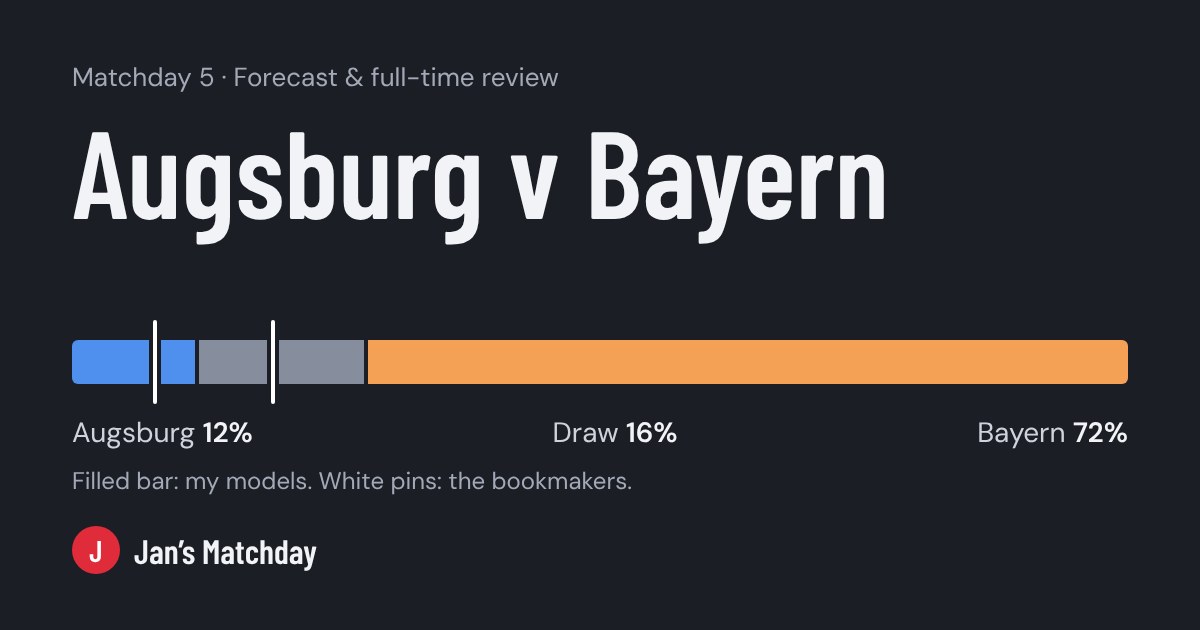 Matchday 5 · Forecast & full-time review
Augsburg v Bayern
Augsburg 12% Draw 16% Bayern 72%
Filled bar: my models. White pins: the bookmakers.
J Jan’s Matchday